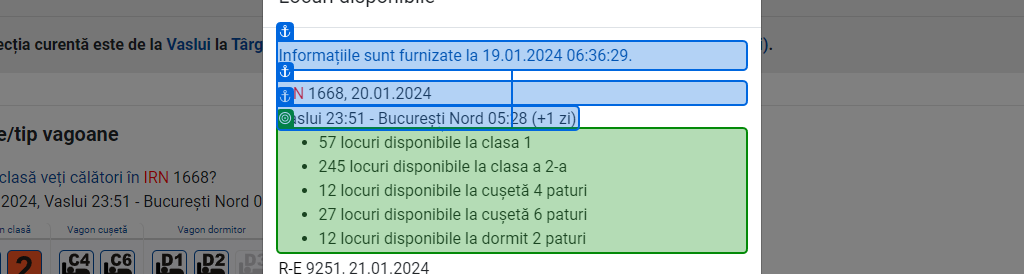 Locuri disponibile
ecția curentă este de la Vaslui la Târg
).
Informațiile sunt furnizate la 19.01.2024 06:36:29.
N 1668, 20.01.2024
aslui 23:51 - București Nord 05:28 (+1 zi)
57 locuri disponibile la clasa 1
245 locuri disponibile la clasa a 2-a
12 locuri disponibile la cușetă 4 paturi
27 locuri disponibile la cușetă 6 paturi
12 locuri disponibile la dormit 2 paturi
R-E 9251, 21.01.2024
e/tip vagoane
clasă veți călători în IRN 1668?
2024, Vaslui 23:51 - București Nord 0
n clasă Vagon cușetă Vagon dormitor
2 C4 C6 D1 D2 D3